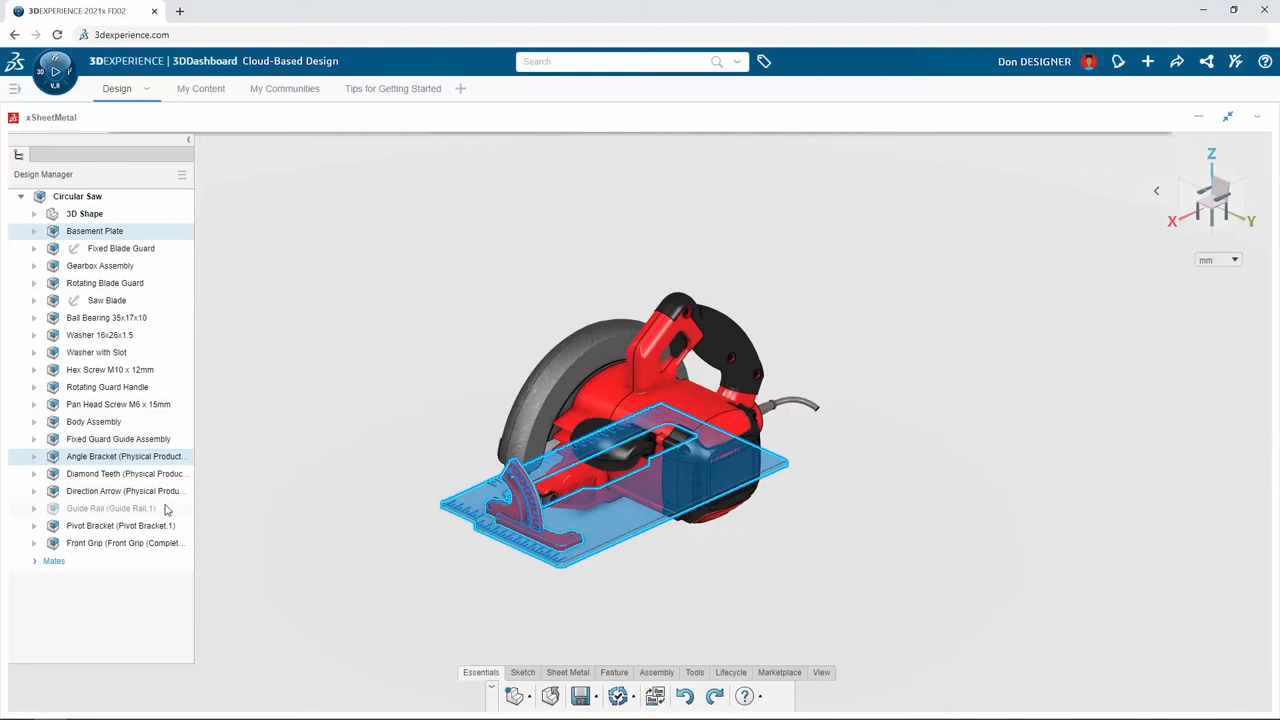 3DEXPERIENCE 2021x FD02
3dexperience.com
3DEXPERIENCE | 3DDashboard Cloud-Based Design
Search
Don DESIGNER
3D
V.R
Design
My Content
My Communities
Tips for Getting Started
xSheetMetal
Design Manager
Circular Saw
3D Shape
Basement Plate
Fixed Blade Guard
Gearbox Assembly
Rotating Blade Guard
Saw Blade
Ball Bearing 35x17x10
Washer 16x26x1.5
Washer with Slot
Hex Screw M10 x 12mm
Rotating Guard Handle
Pan Head Screw M6 x 15mm
Body Assembly
Fixed Guard Guide Assembly
Angle Bracket (Physical Product...
Diamond Teeth (Physical Produc...
Direction Arrow (Physical Produ...
Guide Rail (Guide Rail.1)
Pivot Bracket (Pivot Bracket.1)
Front Grip (Front Grip (Complet...
Mates
Z
X
Y
mm
Essentials
Sketch
Sheet Metal
Feature
Assembly
Tools
Lifecycle
Marketplace
View